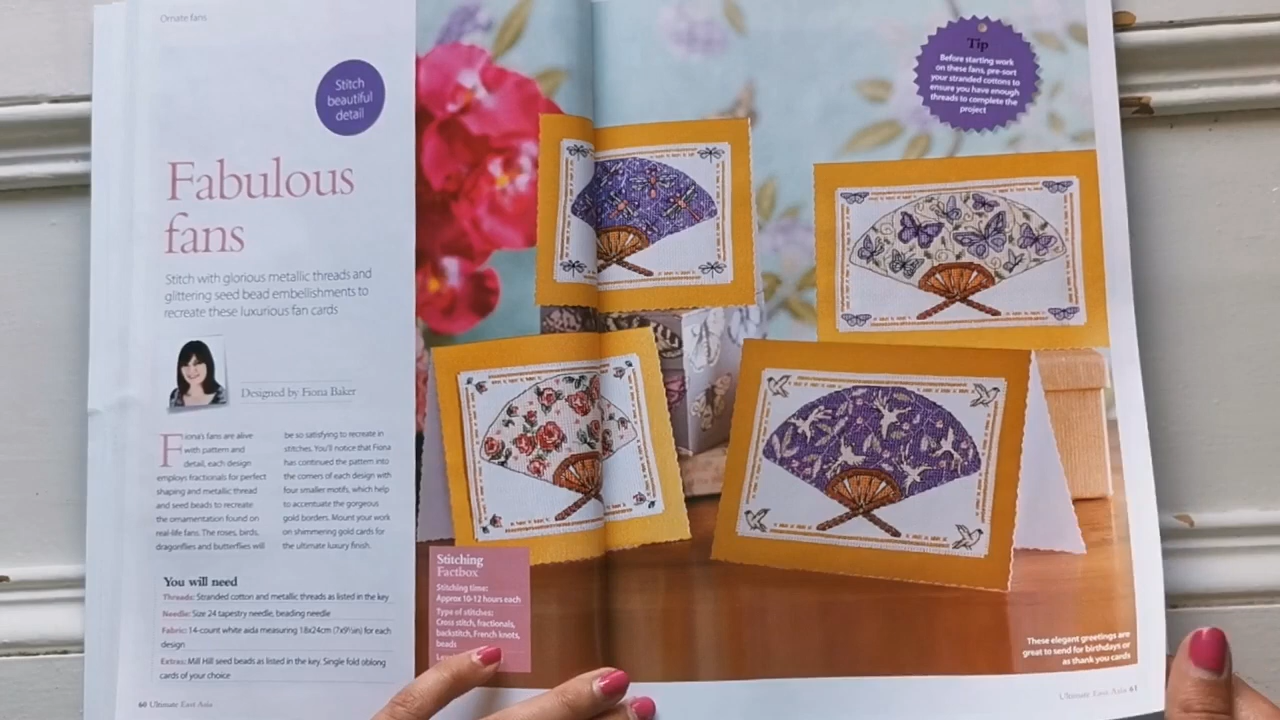 Ornate fans
Stitch
beautiful
detail
Fabulous
fans
Stitch with glorious metallic threads and
glittering seed bead embellishments to
recreate these luxurious fan cards
Designed by Fiona Baker
Fiona's fans are alive
with pattern and
detail, each design
employs fractionals for perfect
shaping and metallic thread
and seed beads to recreate
the ornamentation found on
real-life fans. The roses, birds,
dragonflies and butterflies will
be so satisfying to recreate in
stitches. You'll notice that Fiona
has continued the pattern into
the corners of each design with
four smaller motifs, which help
to accentuate the gorgeous
gold borders. Mount your work
on shimmering gold cards for
the ultimate luxury finish.
You will need
Threads: Stranded cotton and metallic threads as listed in the key
Needle: Size 24 tapestry needle, beading needle
Fabric: 14-count white aida measuring 18x24cm (7x9½in) for each
design
Extras: Mill Hill seed beads as listed in the key. Single fold oblong
cards of your choice
60 Ultimate East Asia
Stitching
Factbox
Stitching time:
Approx 10-12 hours each
Type of stitches:
Cross stitch, fractionals,
backstitch, French knots,
beads
Tip
Before starting work
on these fans, pre-sort
your stranded cottons to
ensure you have enough
threads to complete the
project
These elegant greetings are
great to send for birthdays or
as thank you cards
Ultimate East Asia 61